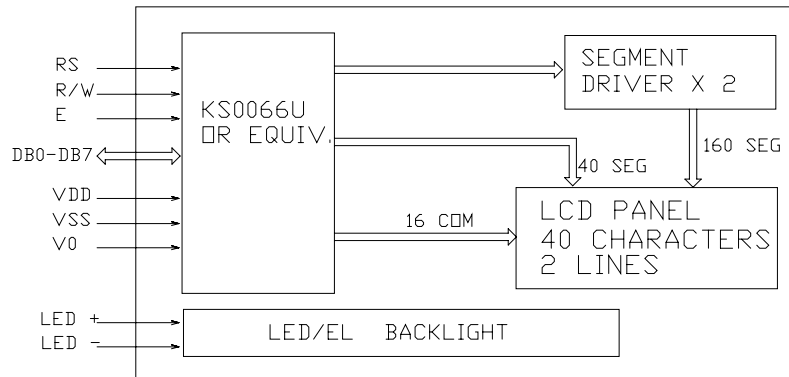 RS
R/W
E
DB0-DB7
VDD
VSS
V0
LED +
LED -
KS0066U
OR EQUIV.
SEGMENT
DRIVER X 2
40 SEG
160 SEG
16 COM
LCD PANEL
40 CHARACTERS
2 LINES
LED/EL BACKLIGHT